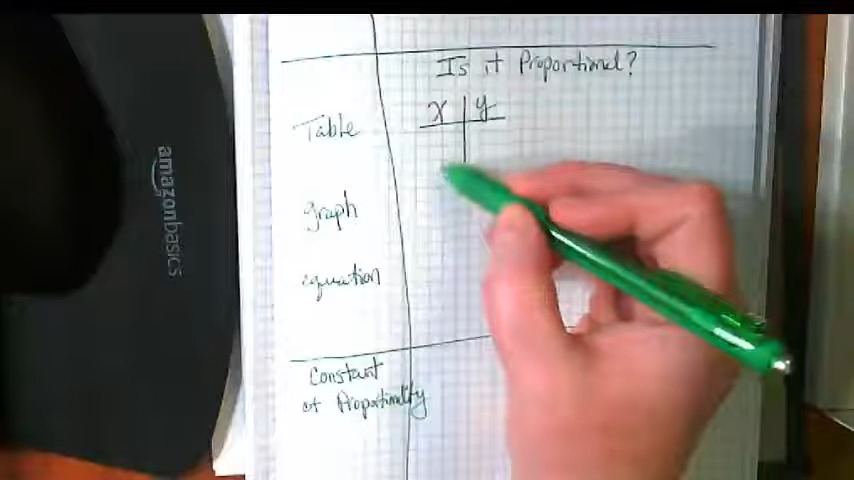 amazonbasics
Is it Proportional?
x y
Table
graph
equation
Constant
of Proportionality